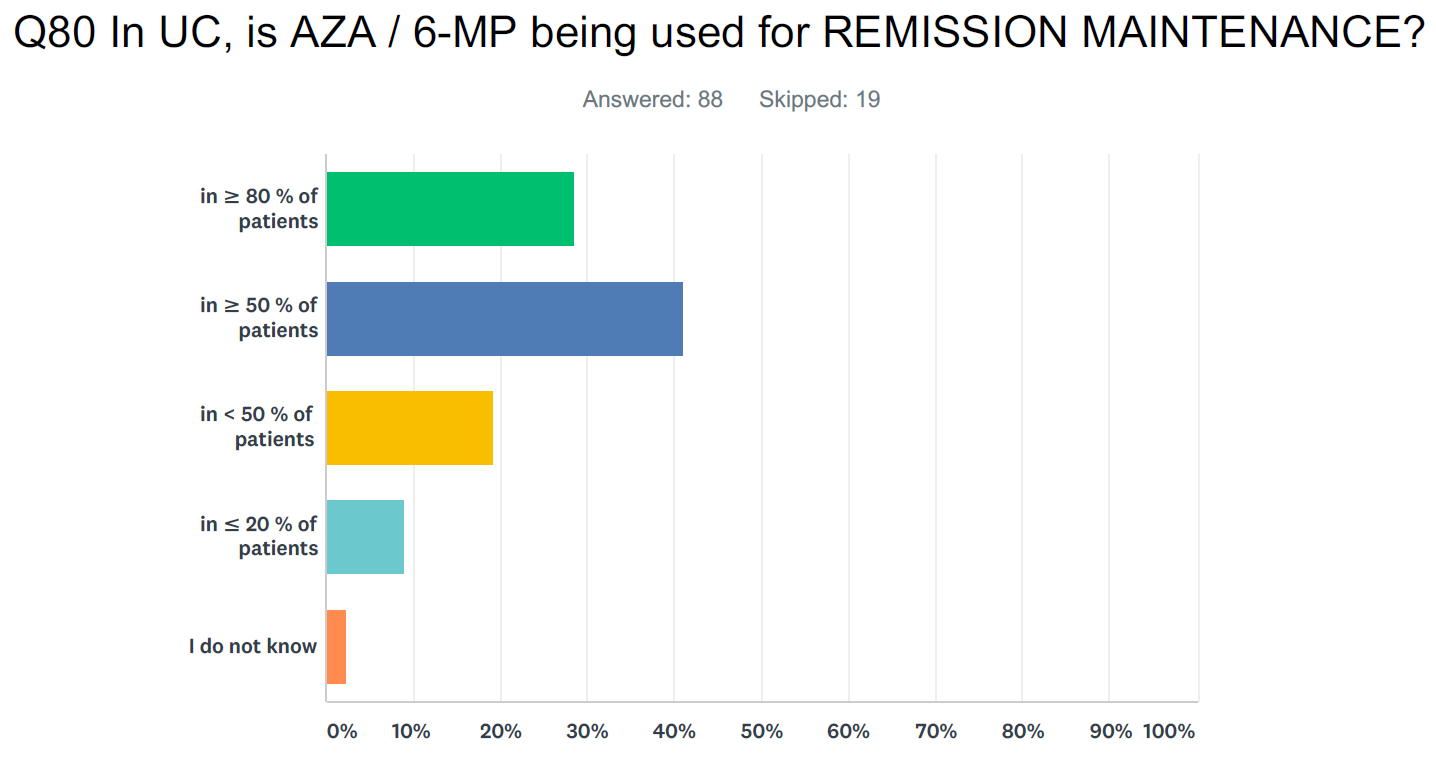 Q80 In UC, is AZA / 6-MP being used for REMISSION MAINTENANCE?
Answered: 88 Skipped: 19
in ≥ 80 % of
patients
in ≥ 50 % of
patients
in < 50 % of
patients
in ≤ 20 % of
patients
I do not know
0% 10% 20% 30% 40% 50% 60% 70% 80% 90% 100%